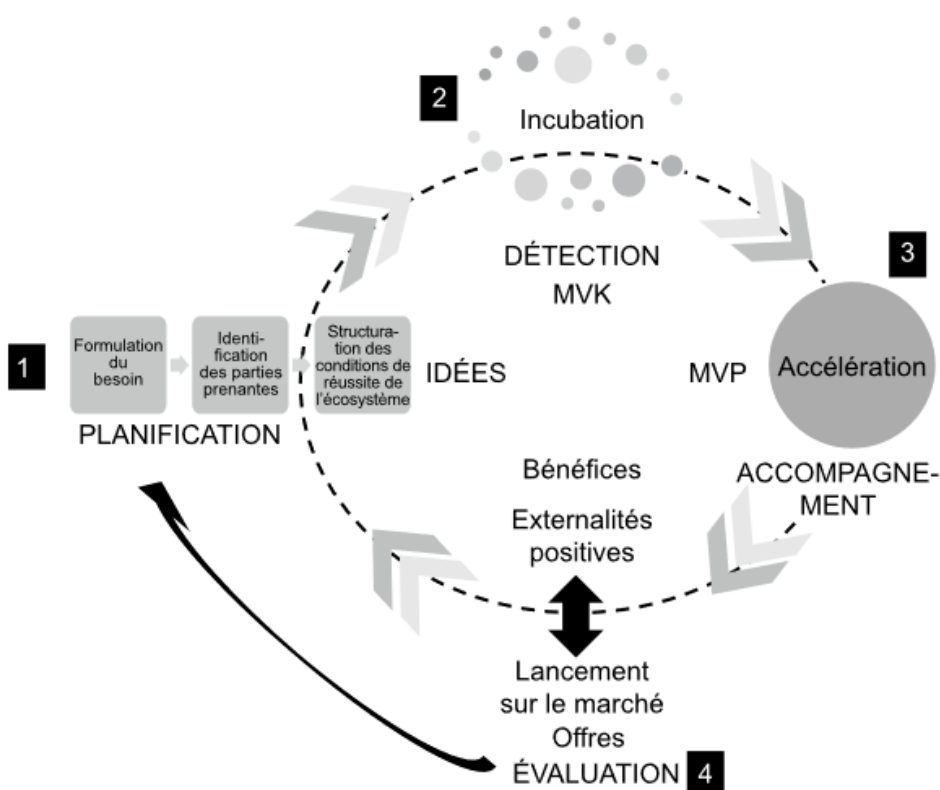 2
Incubation
DÉTECTION
MVK
3
Accélération
MVP
ACCOMPAGNE-
MENT
1
Formulation
du
besoin
Identi-
fication
des parties
prenantes
Structura-
tion des
conditions de
réussite de
l’écosystème
IDÉES
PLANIFICATION
Bénéfices
Externalités
positives
Lancement
sur le marché
Offres
ÉVALUATION 4